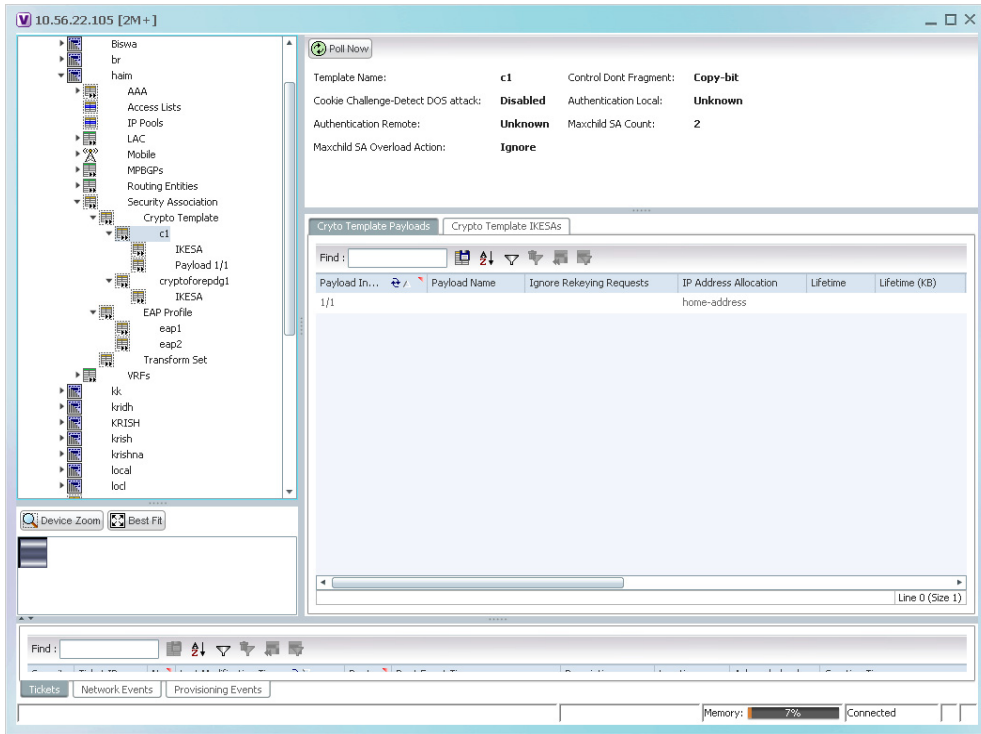 10.56.22.105 [2M+]
Biswa
br
haim
AAA
Access Lists
IP Pools
LAC
Mobile
MPBGPs
Routing Entities
Security Association
Crypto Template
c1
IKESA
Payload 1/1
cryptoforepdg1
IKESA
EAP Profile
eap1
eap2
Transform Set
VRFs
kk
kridh
KRISH
krish
krishna
local
locl
Device Zoom Best Fit
Poll Now
Template Name: c1 Control Dont Fragment: Copy-bit
Cookie Challenge-Detect DOS attack: Disabled Authentication Local: Unknown
Authentication Remote: Unknown Maxchild SA Count: 2
Maxchild SA Overload Action: Ignore
Cryto Template Payloads Crypto Template IKESAs
Find :
Payload In... Payload Name Ignore Rekeying Requests IP Address Allocation Lifetime Lifetime (KB)
1/1 home-address
Line 0 (Size 1)
Find :
Tickets Network Events Provisioning Events
Memory: 7% Connected